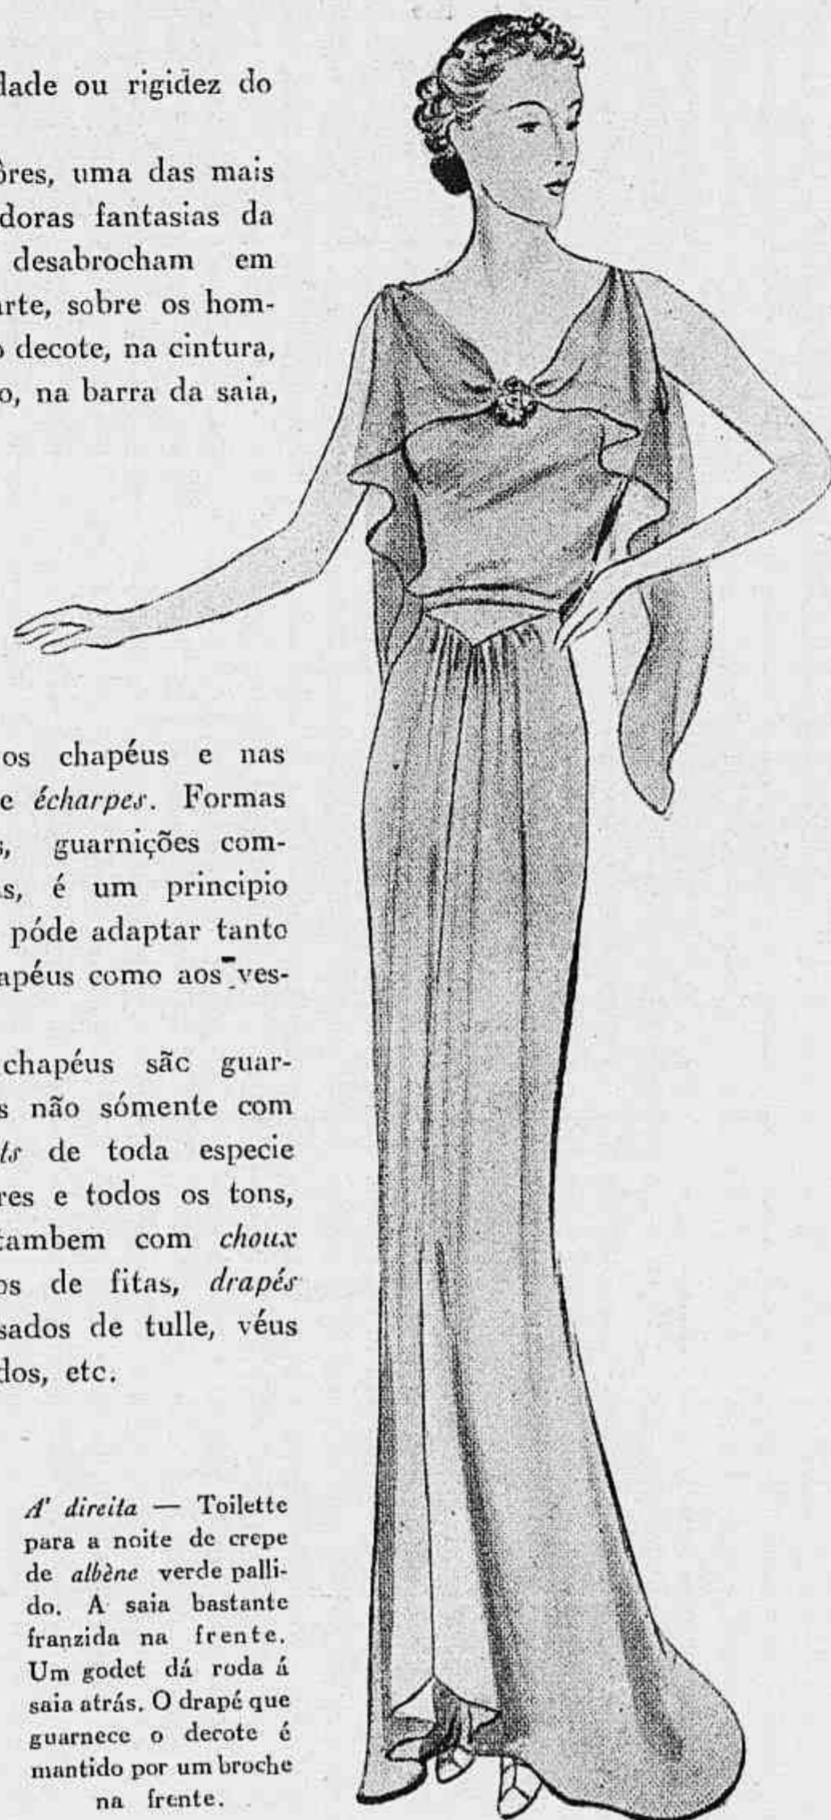 dade ou rigidez do
ôres, uma das mais
doras fantasias da
desabrocham em
arte, sobre os hom-
o decote, na cintura,
o, na barra da saia,
os chapéus e nas
e écharpes. Formas
s, guarnições com-
as, é um principio
póde adaptar tanto
apéus como aos ves-
chapéus são guar-
s não sómente com
ts de toda especie
res e todos os tons,
tambem com choux
os de fitas, drapés
sados de tulle, véus
dos, etc.
A' direita — Toilette
para a noite de crepe
de albène verde palli-
do. A saia bastante
franzida na frente.
Um godet dá roda á
saia atrás. O drapé que
guarnece o decote é
mantido por um broche
na frente.